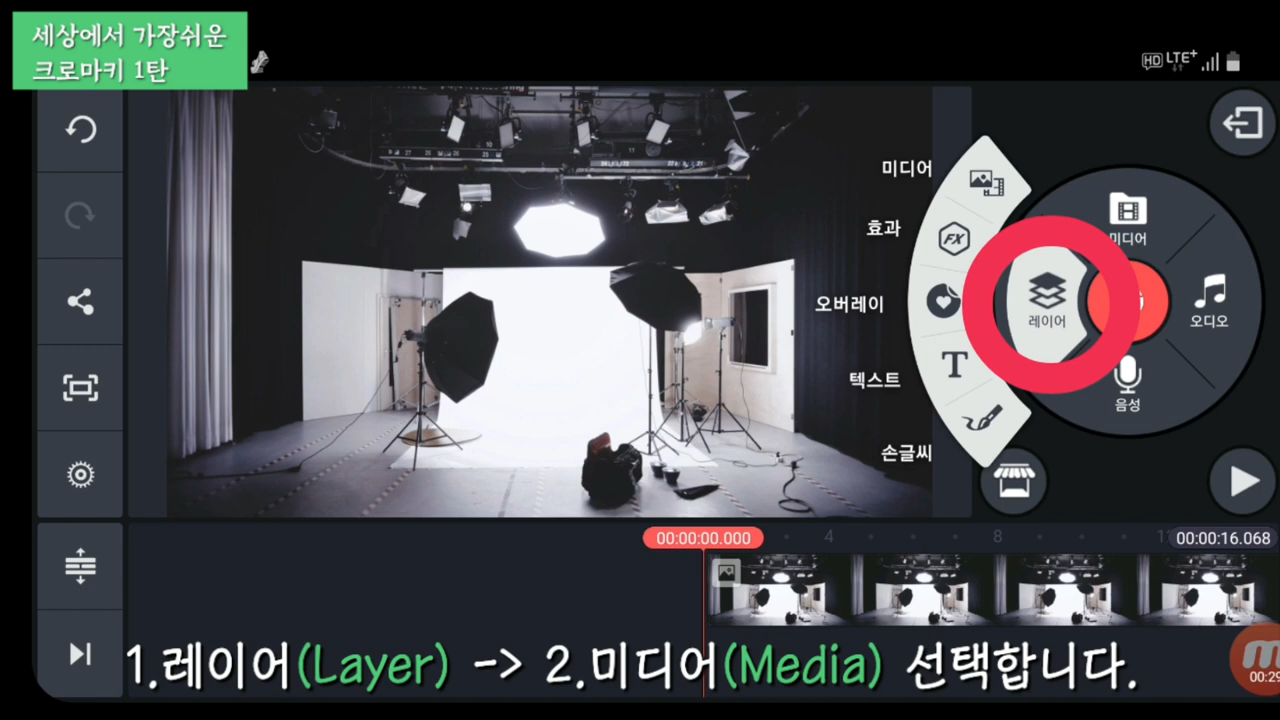 세상에서 가장쉬운
크로마키 1탄
HD LTE+
미디어
효과
FX
오버레이
T
텍스트
손글씨
미디어
레이어
오디오
음성
00:00:00.000
4
8
00:00:16.068
1.레이어(Layer) -> 2.미디어(Media) 선택합니다.
00:29